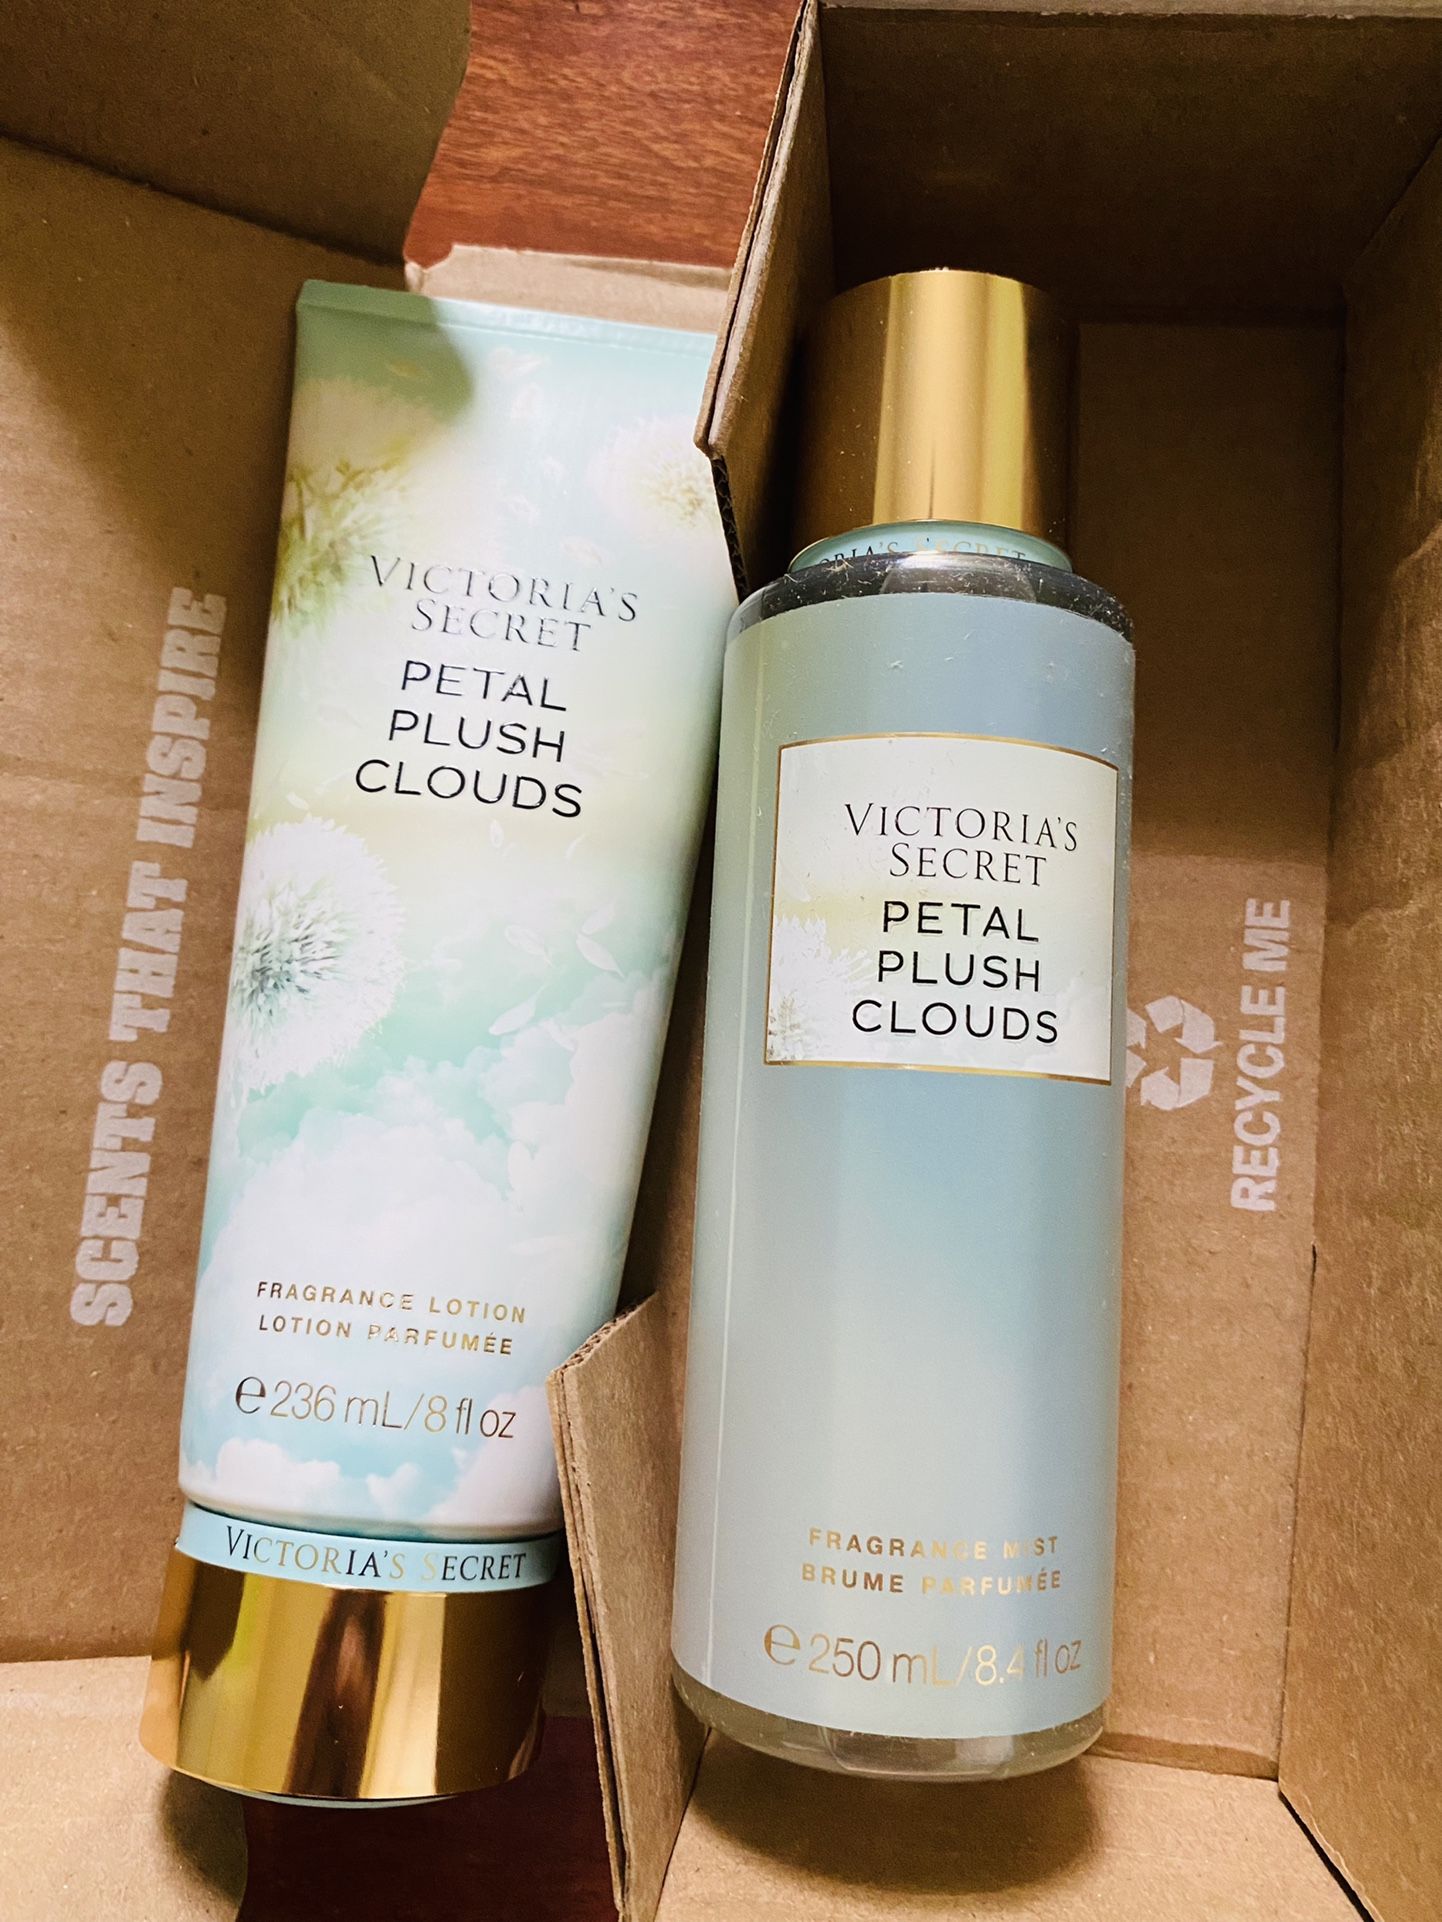 SCENTS THAT INSPIRE
VICTORIA'S
SECRET
PETAL
PLUSH
CLOUDS
FRAGRANCE LOTION
LOTION PARFUMÉE
℮ 236 mL/8 fl oz
VICTORIA'S SECRET
SECRET
VICTORIA'S
SECRET
PETAL
PLUSH
CLOUDS
FRAGRANCE MIST
BRUME PARFUMÉE
℮ 250 mL/8.4 fl oz
RECYCLE ME